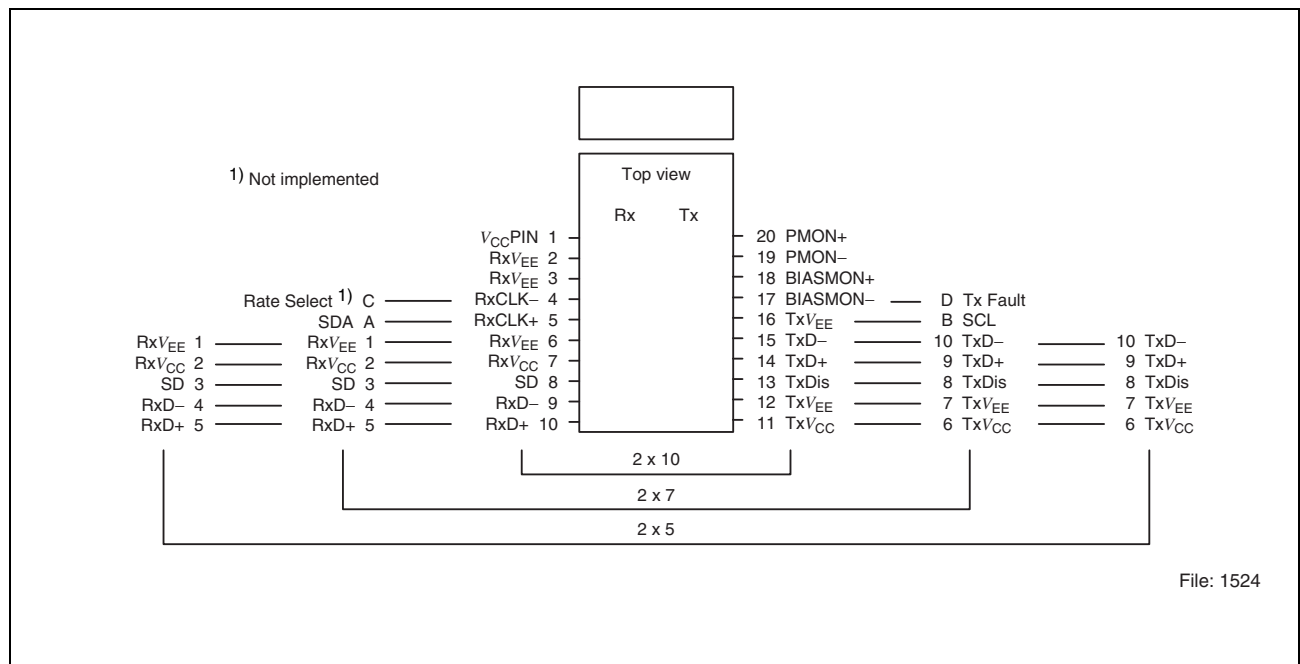 Top view
1) Not implemented
Rx Tx
VCCPIN 1 20 PMON+
RxVEE 2 19 PMON−
RxVEE 3 18 BIASMON+
Rate Select 1) C RxCLK− 4 17 BIASMON− D Tx Fault
SDA A RxCLK+ 5 16 TxVEE B SCL
RxVEE 1 RxVEE 1 RxVEE 6 15 TxD− 10 TxD− 10 TxD−
RxVCC 2 RxVCC 2 RxVCC 7 14 TxD+ 9 TxD+ 9 TxD+
SD 3 SD 3 SD 8 13 TxDis 8 TxDis 8 TxDis
RxD− 4 RxD− 4 RxD− 9 12 TxVEE 7 TxVEE 7 TxVEE
RxD+ 5 RxD+ 5 RxD+ 10 11 TxVCC 6 TxVCC 6 TxVCC
2 x 10
2 x 7
2 x 5
File: 1524